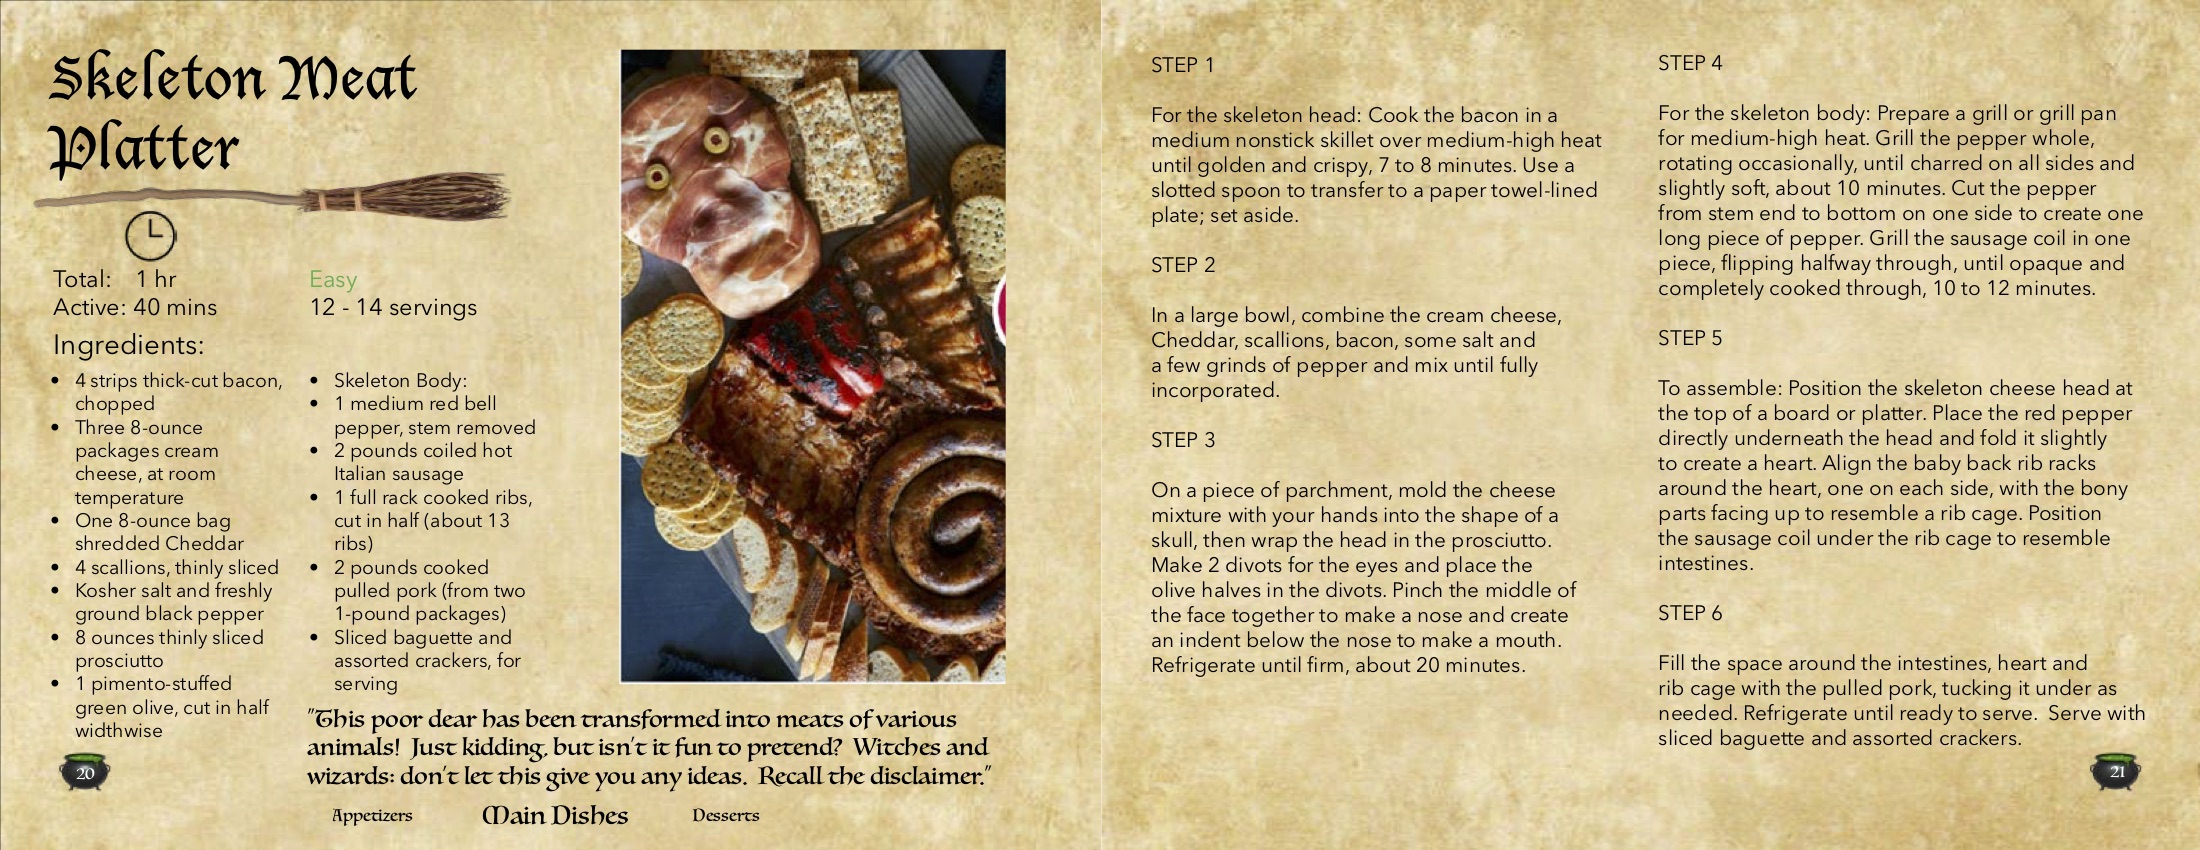 Skeleton Meat
Platter
Total: 1 hr
Active: 40 mins
Easy
12 - 14 servings
Ingredients:
• 4 strips thick-cut bacon,
chopped
• Three 8-ounce
packages cream
cheese, at room
temperature
• One 8-ounce bag
shredded Cheddar
• 4 scallions, thinly sliced
• Kosher salt and freshly
ground black pepper
• 8 ounces thinly sliced
prosciutto
• 1 pimento-stuffed
green olive, cut in half
widthwise
• Skeleton Body:
• 1 medium red bell
pepper, stem removed
• 2 pounds coiled hot
Italian sausage
• 1 full rack cooked ribs,
cut in half (about 13
ribs)
• 2 pounds cooked
pulled pork (from two
1-pound packages)
• Sliced baguette and
assorted crackers, for
serving
"This poor dear has been transformed into meats of various
animals! Just kidding, but isn't it fun to pretend? Witches and
wizards: don't let this give you any ideas. Recall the disclaimer."
20
Appetizers Main Dishes Desserts
STEP 1
For the skeleton head: Cook the bacon in a
medium nonstick skillet over medium-high heat
until golden and crispy, 7 to 8 minutes. Use a
slotted spoon to transfer to a paper towel-lined
plate; set aside.
STEP 2
In a large bowl, combine the cream cheese,
Cheddar, scallions, bacon, some salt and
a few grinds of pepper and mix until fully
incorporated.
STEP 3
On a piece of parchment, mold the cheese
mixture with your hands into the shape of a
skull, then wrap the head in the prosciutto.
Make 2 divots for the eyes and place the
olive halves in the divots. Pinch the middle of
the face together to make a nose and create
an indent below the nose to make a mouth.
Refrigerate until firm, about 20 minutes.
STEP 4
For the skeleton body: Prepare a grill or grill pan
for medium-high heat. Grill the pepper whole,
rotating occasionally, until charred on all sides and
slightly soft, about 10 minutes. Cut the pepper
from stem end to bottom on one side to create one
long piece of pepper. Grill the sausage coil in one
piece, flipping halfway through, until opaque and
completely cooked through, 10 to 12 minutes.
STEP 5
To assemble: Position the skeleton cheese head at
the top of a board or platter. Place the red pepper
directly underneath the head and fold it slightly
to create a heart. Align the baby back rib racks
around the heart, one on each side, with the bony
parts facing up to resemble a rib cage. Position
the sausage coil under the rib cage to resemble
intestines.
STEP 6
Fill the space around the intestines, heart and
rib cage with the pulled pork, tucking it under as
needed. Refrigerate until ready to serve. Serve with
sliced baguette and assorted crackers.
21